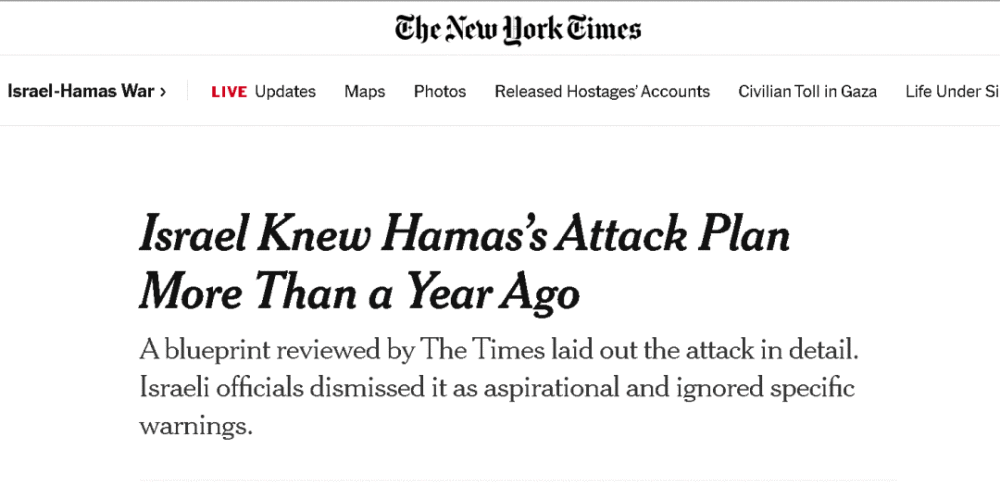 The New York Times
Israel-Hamas War › LIVE Updates Maps Photos Released Hostages' Accounts Civilian Toll in Gaza Life Under Si
Israel Knew Hamas's Attack Plan
More Than a Year Ago
A blueprint reviewed by The Times laid out the attack in detail.
Israeli officials dismissed it as aspirational and ignored specific
warnings.